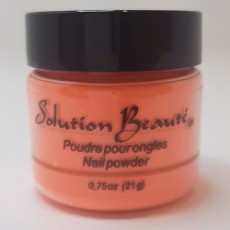 Solution Beauté
Poudre pour ongles
Nail powder
0,75oz (21g)